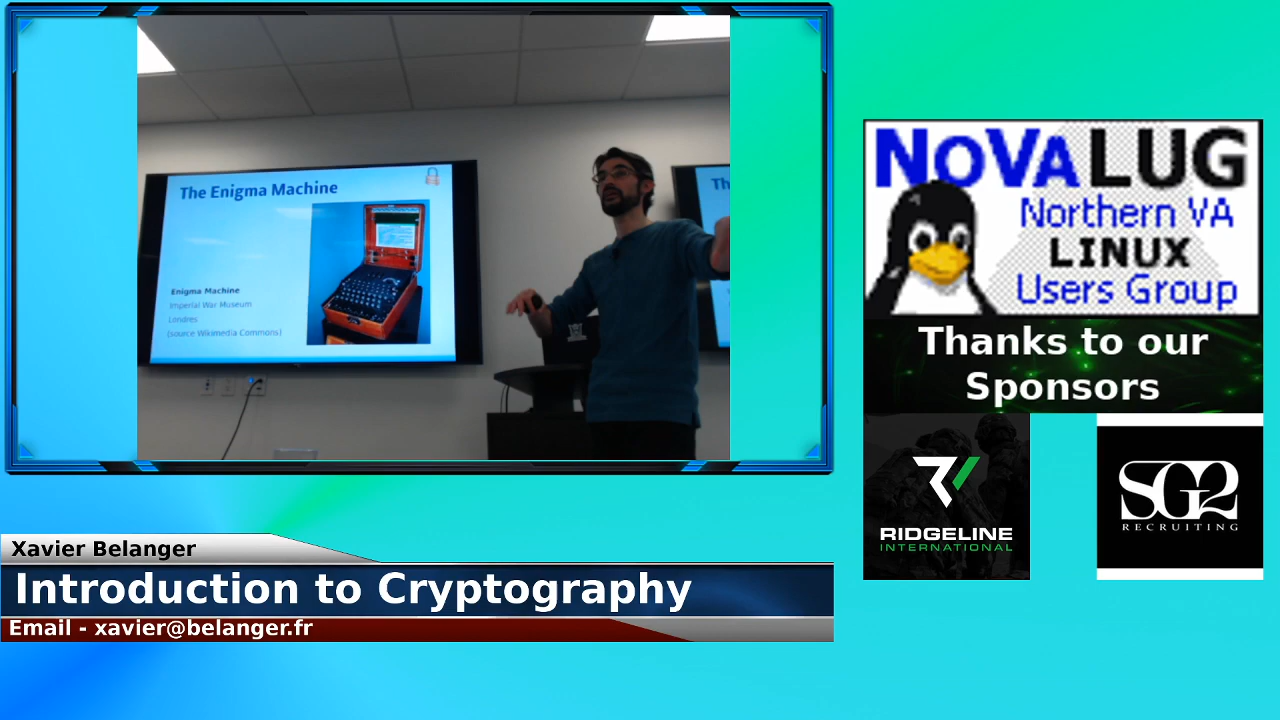 The Enigma Machine
Enigma Machine
Imperial War Museum
Londres
(source Wikimedia Commons)
Th
NOVALUG
Northern VA
LINUX
Users Group
Thanks to our
Sponsors
RIDGELINE
INTERNATIONAL
SG2
RECRUITING
Xavier Belanger
Introduction to Cryptography
Email - xavier@belanger.fr